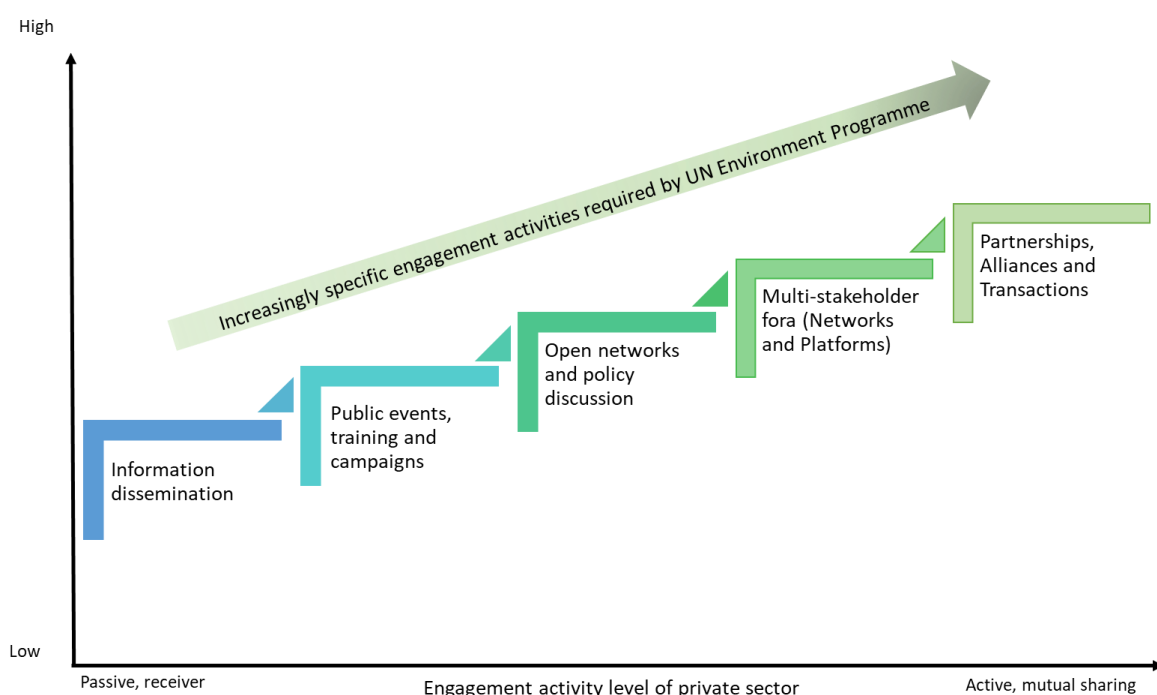 High
Increasingly specific engagement activities required by UN Environment Programme
Partnerships,
Alliances and
Transactions
Multi-stakeholder
fora (Networks
and Platforms)
Open networks
and policy
discussion
Public events,
training and
campaigns
Information
dissemination
Low
Passive, receiver
Engagement activity level of private sector
Active, mutual sharing